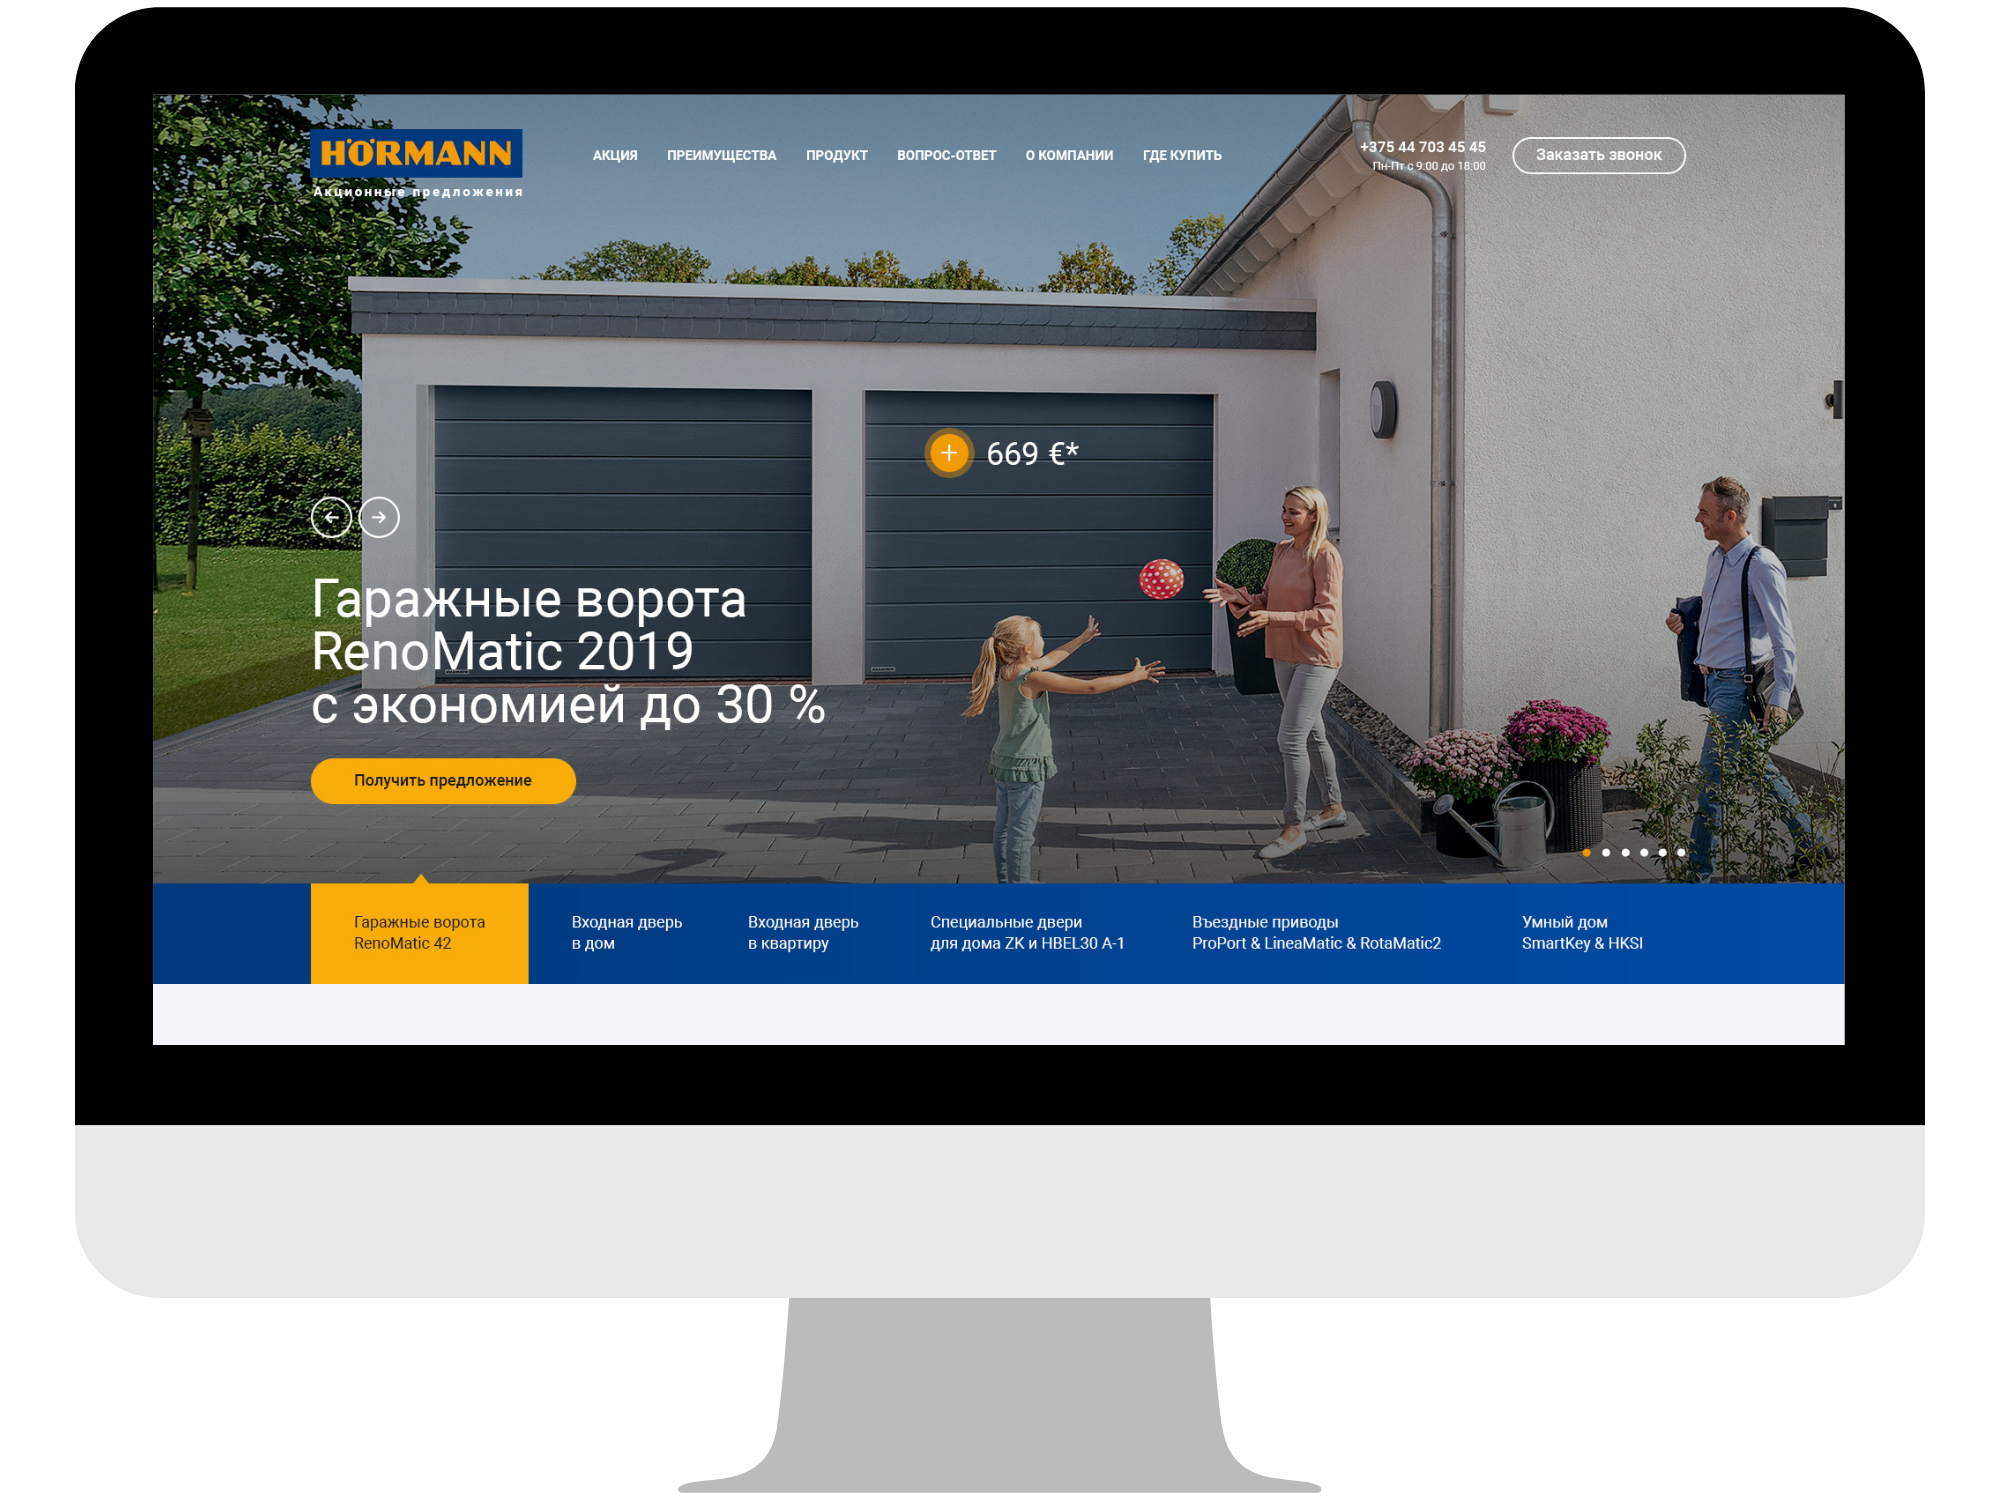 HÖRMANN
Акционные предложения
АКЦИЯ
ПРЕИМУЩЕСТВА
ПРОДУКТ
ВОПРОС-ОТВЕТ
О КОМПАНИИ
ГДЕ КУПИТЬ
+375 44 703 45 45
Пн-Пт с 9:00 до 18:00
Заказать звонок
669 €*
Гаражные ворота
RenoMatic 2019
с экономией до 30 %
Получить предложение
Гаражные ворота
RenoMatic 42
Входная дверь
в дом
Входная дверь
в квартиру
Специальные двери
для дома ZK и HBEL30 A-1
Въездные приводы
ProPort & LineaMatic & RotaMatic2
Умный дом
SmartKey & HKSI